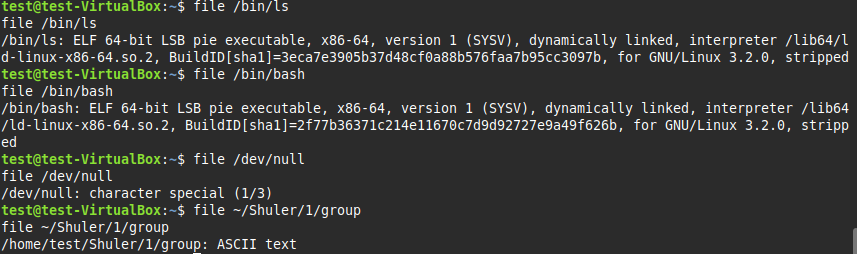 test@test-VirtualBox:~$ file /bin/ls
file /bin/ls
/bin/ls: ELF 64-bit LSB pie executable, x86-64, version 1 (SYSV), dynamically linked, interpreter /lib64/l
d-linux-x86-64.so.2, BuildID[sha1]=3eca7e3905b37d48cf0a88b576faa7b95cc3097b, for GNU/Linux 3.2.0, stripped
test@test-VirtualBox:~$ file /bin/bash
file /bin/bash
/bin/bash: ELF 64-bit LSB pie executable, x86-64, version 1 (SYSV), dynamically linked, interpreter /lib64
/ld-linux-x86-64.so.2, BuildID[sha1]=2f77b36371c214e11670c7d9d92727e9a49f626b, for GNU/Linux 3.2.0, stripp
ed
test@test-VirtualBox:~$ file /dev/null
file /dev/null
/dev/null: character special (1/3)
test@test-VirtualBox:~$ file ~/Shuler/1/group
file ~/Shuler/1/group
/home/test/Shuler/1/group: ASCII text